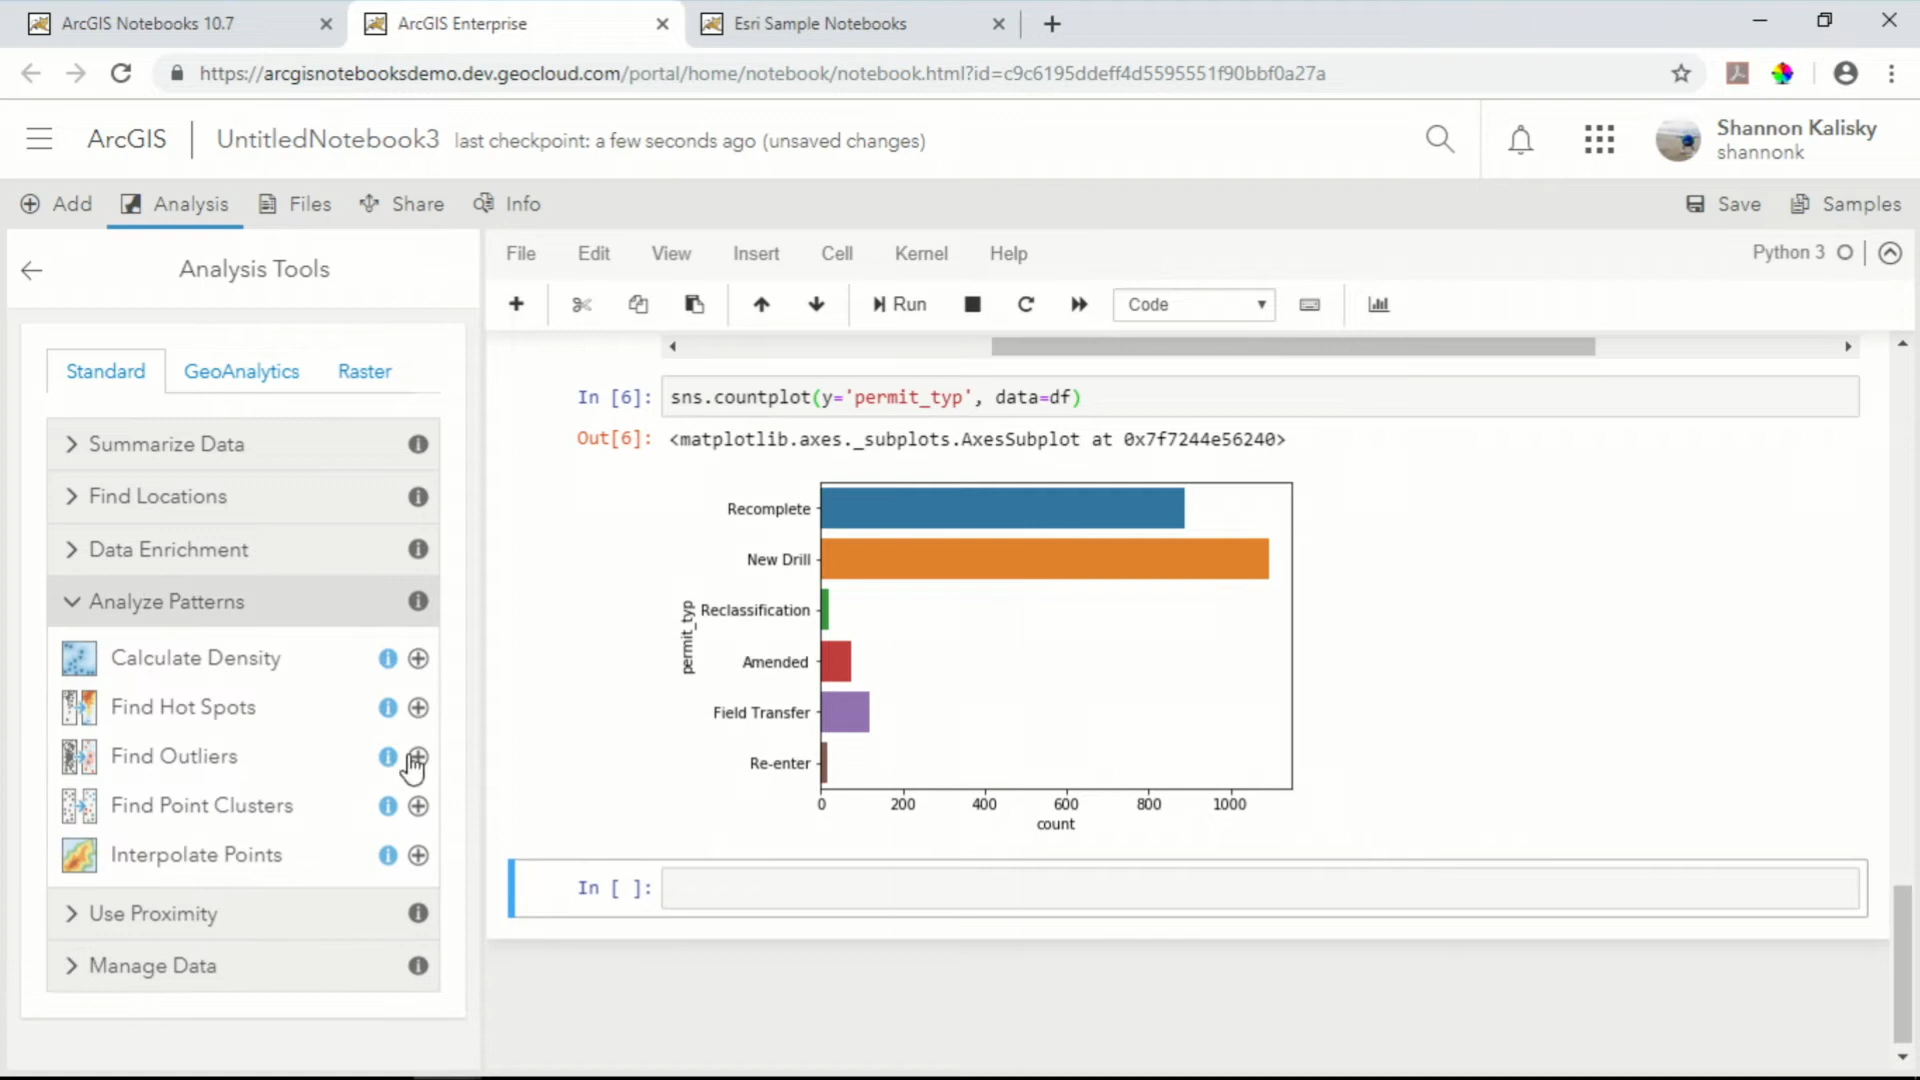 ArcGIS Notebooks 10.7
ArcGIS Enterprise
Esri Sample Notebooks
https://arcgisnotebooksdemo.dev.geocloud.com/portal/home/notebook/notebook.html?id=c9c6195ddeff4d5595551f90bbf0a27a
ArcGIS
UntitledNotebook3
last checkpoint: a few seconds ago (unsaved changes)
Shannon Kalisky
shannonk
Add
Analysis
Files
Share
Info
Save
Samples
Analysis Tools
Standard
GeoAnalytics
Raster
Summarize Data
Find Locations
Data Enrichment
Analyze Patterns
Calculate Density
Find Hot Spots
Find Outliers
Find Point Clusters
Interpolate Points
Use Proximity
Manage Data
File Edit View Insert Cell Kernel Help
Python 3
Run
Code
In [6]: sns.countplot(y='permit_typ', data=df)
Out[6]: <matplotlib.axes._subplots.AxesSubplot at 0x7f7244e56240>
permit_typ
Recomplete
New Drill
Reclassification
Amended
Field Transfer
Re-enter
0 200 400 600 800 1000
count
In [ ]: